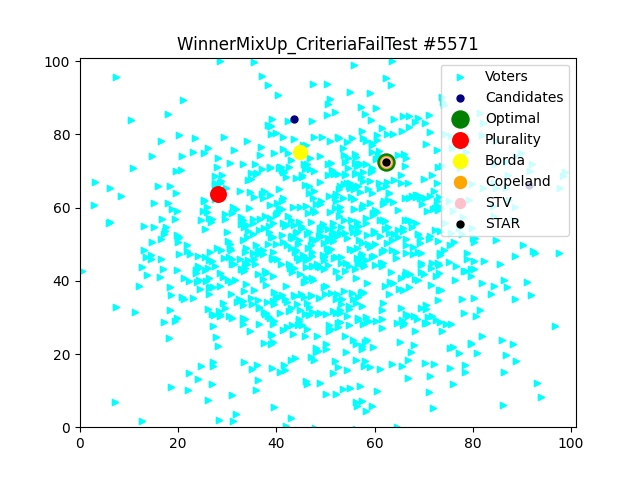 WinnerMixUp_CriteriaFailTest #5571
100
80
60
40
20
0
0
20
40
60
80
100
Voters
Candidates
Optimal
Plurality
Borda
Copeland
STV
STAR